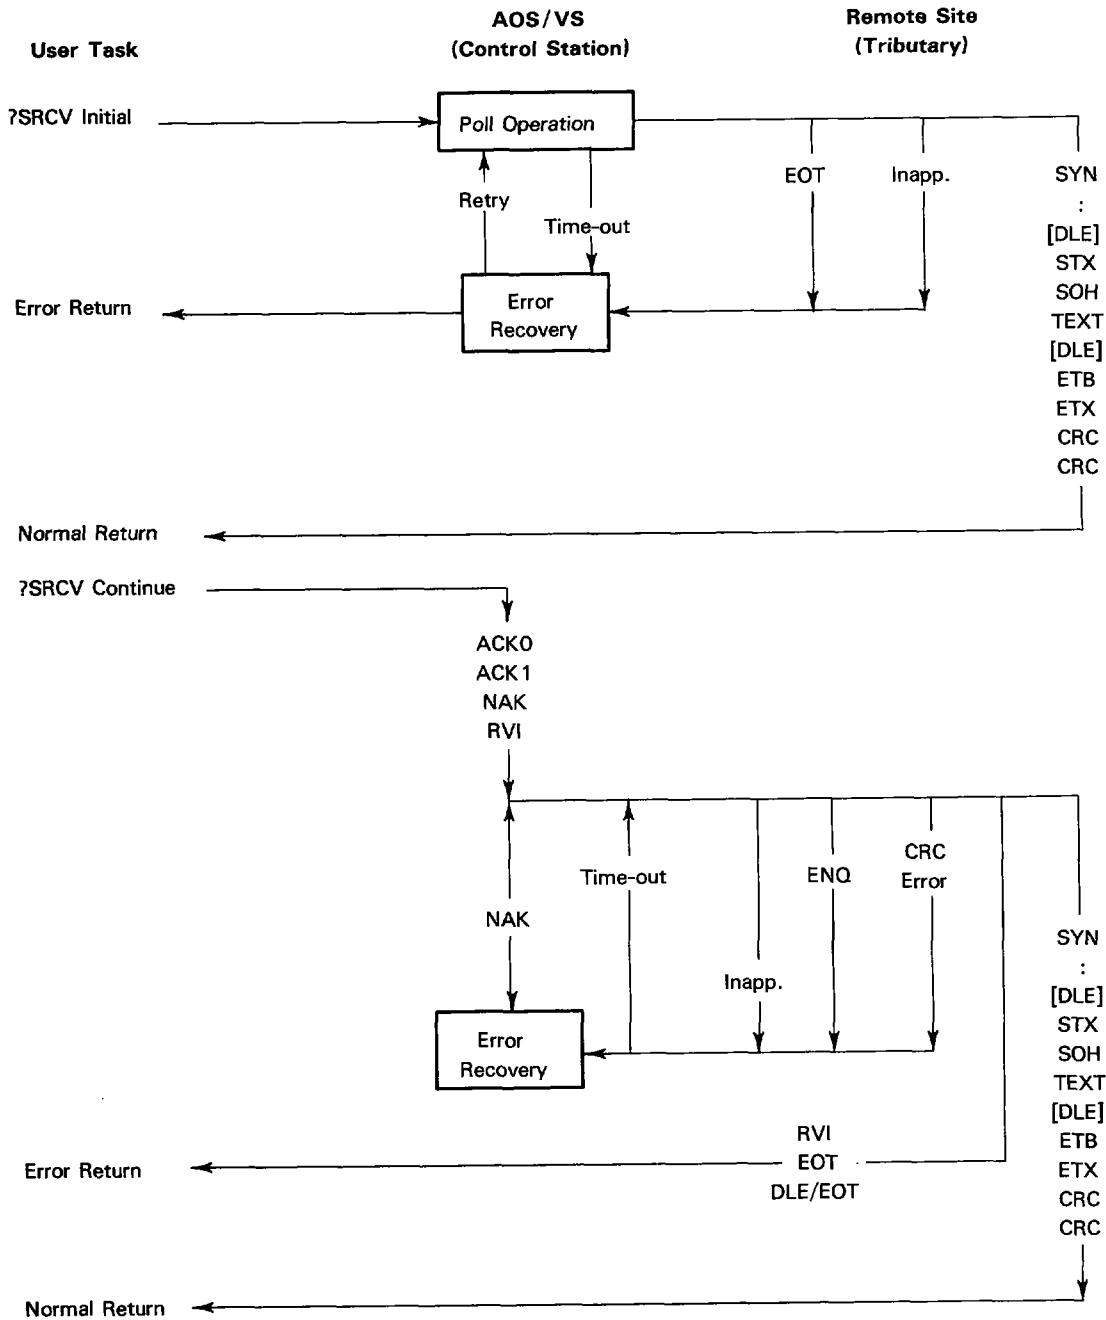 User Task
AOS/VS
(Control Station)
Remote Site
(Tributary)
?SRCV Initial
Poll Operation
EOT
Inapp.
SYN
:
[DLE]
STX
SOH
TEXT
[DLE]
ETB
ETX
CRC
CRC
Retry
Time-out
Error Return
Error
Recovery
Normal Return
?SRCV Continue
ACK0
ACK1
NAK
RVI
Time-out
ENQ
CRC
Error
NAK
Inapp.
SYN
:
[DLE]
STX
SOH
TEXT
[DLE]
ETB
ETX
CRC
CRC
Error
Recovery
Error Return
RVI
EOT
DLE/EOT
Normal Return